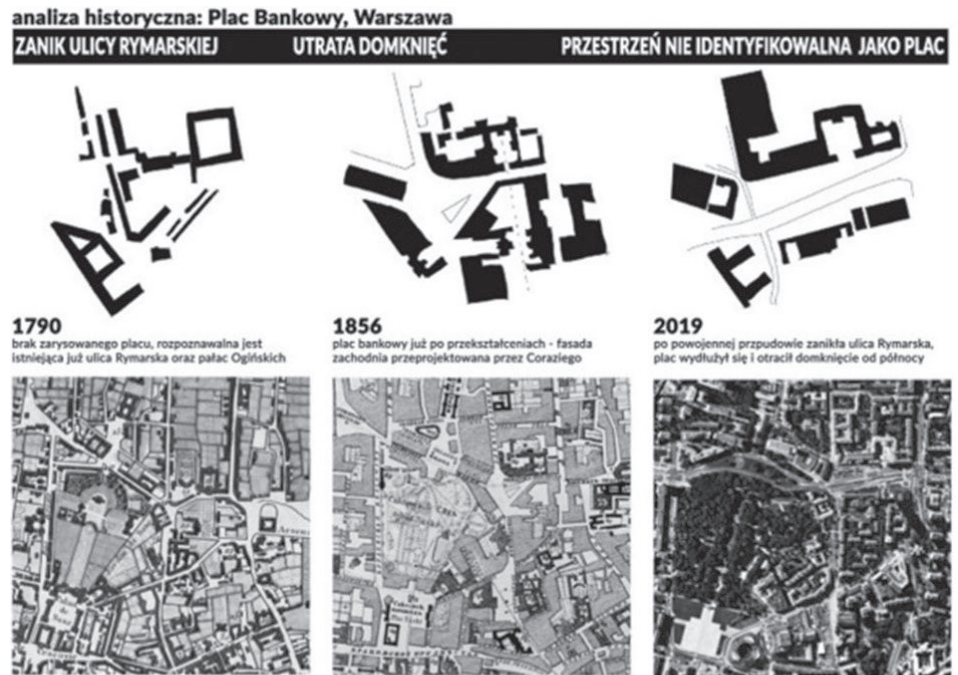 analiza historyczna: Plac Bankowy, Warszawa
ZANIK ULICY RYMARSKIEJ
UTRATA DOMKNIĘĆ
PRZESTRZEŃ NIE IDENTYFIKOWALNA JAKO PLAC
1790
brak zarysowanego placu, rozpoznawalna jest
istniejąca już ulica Rymarska oraz pałac Ogińskich
1856
plac bankowy już po przekształceniach - fasada
zachodnia przeprojektowana przez Coraziego
2019
po powojennej przpudowie zanikła ulica Rymarska,
plac wydłużył się i otracił domknięcie od północy